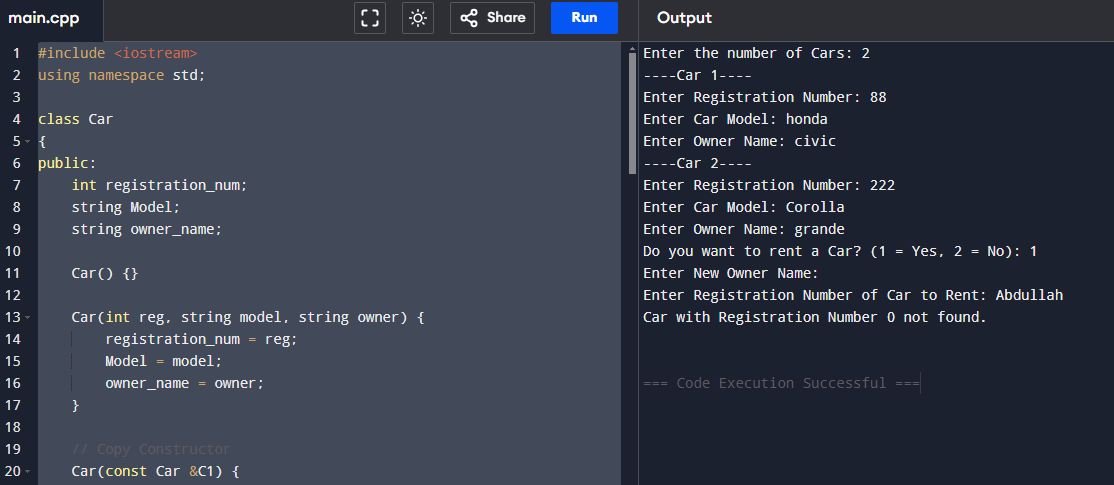 main.cpp
Share
Run
Output
1 #include <iostream>
2 using namespace std;
3
4 class Car
5 {
6 public:
7     int registration_num;
8     string Model;
9     string owner_name;
10
11     Car() {}
12
13     Car(int reg, string model, string owner) {
14         registration_num = reg;
15         Model = model;
16         owner_name = owner;
17     }
18
19     // Copy Constructor
20     Car(const Car &C1) {
Enter the number of Cars: 2
----Car 1----
Enter Registration Number: 88
Enter Car Model: honda
Enter Owner Name: civic
----Car 2----
Enter Registration Number: 222
Enter Car Model: Corolla
Enter Owner Name: grande
Do you want to rent a Car? (1 = Yes, 2 = No): 1
Enter New Owner Name:
Enter Registration Number of Car to Rent: Abdullah
Car with Registration Number 0 not found.
=== Code Execution Successful ===